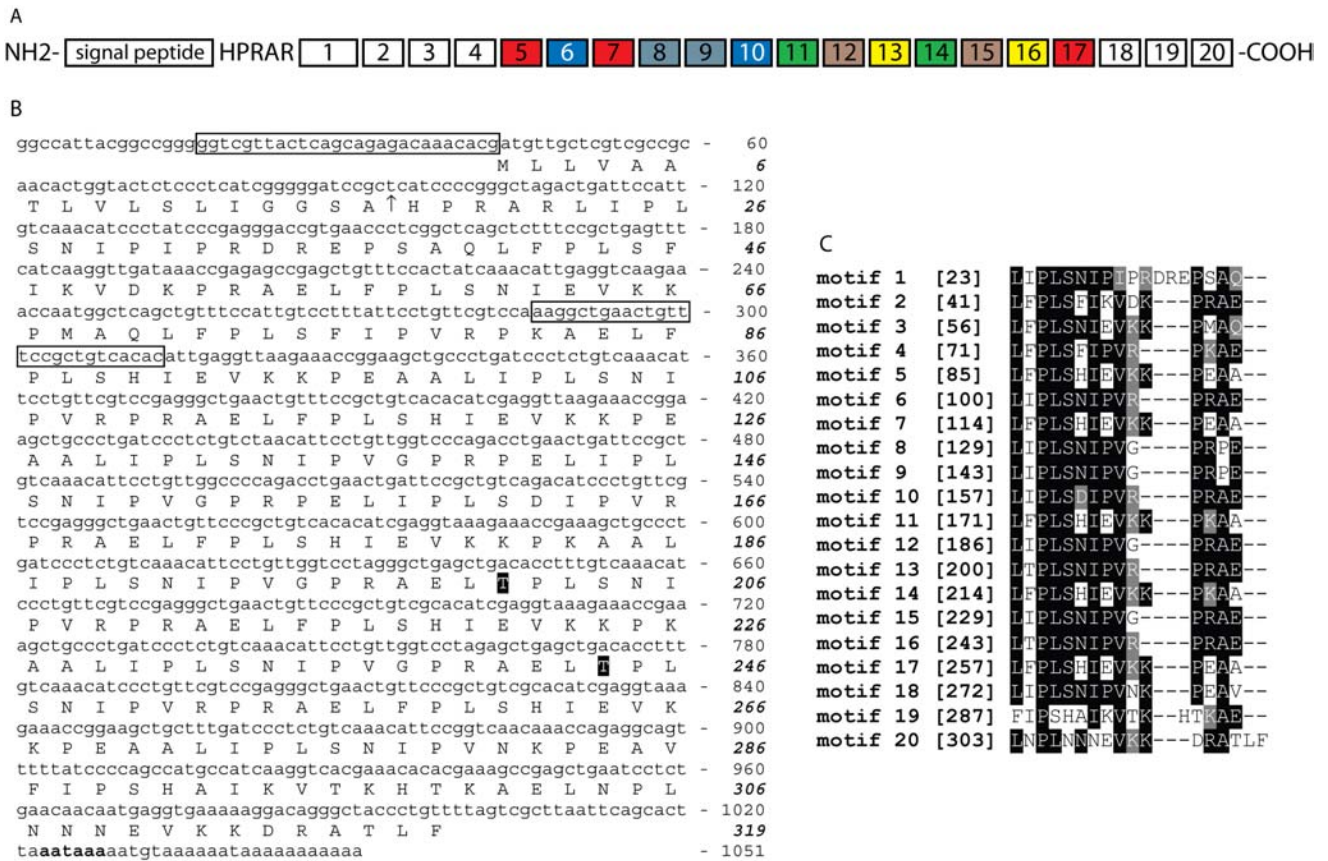 A
NH2- signal peptide HPRAR 1 2 3 4 5 6 7 8 9 10 11 12 13 14 15 16 17 18 19 20 -COOH
B
ggccattacggccggggggtcgttactcagcagagacaaacacgatgttgctcgtcgccgc - 60
M L L V A A 6
aacactggtactctccctcatcgggggatccgctcatccccgggctagactgattccatt - 120
T L V L S L I G G S A ↑ H P R A R L I P L 26
gtcaaacatccctatcccgagggaccgtgaaccctcggctcagctctttccgctgagttt - 180
S N I P I P R D R E P S A Q L F P L S F 46
catcaaggttgataaaccgagagccgagctgtttccactatcaaacattgaggtcaagaa - 240
I K V D K P R A E L F P L S N I E V K K 66
accaatggctcagctgtttccattgtcctttattcctgttcgtccaaaggctgaactgtt - 300
P M A Q L F P L S F I P V R P K A E L F 86
tccgctgtcacacattgaggttaagaaaccggaagctgccctgatccctctgtcaaacat - 360
P L S H I E V K K P E A A L I P L S N I 106
tcctgttcgtccgagggctgaactgtttccgctgtcacacatcgaggttaagaaaccgga - 420
P V R P R A E L F P L S H I E V K K P E 126
agctgccctgatccctctgtctaacattcctgttggtcccagacctgaactgattccgct - 480
A A L I P L S N I P V G P R P E L I P L 146
gtcaaacattcctgttggcccaagacctgaactgattccgctgtcagacatccctgttcg - 540
S N I P V G P R P E L I P L S D I P V R 166
tccgagggctgaactgttcccgctgtcacacatcgaggtaaagaaaccgaaagctgccct - 600
P R A E L F P L S H I E V K K P K A A L 186
gatccctctgtcaaacattcctgttggtcctagggctgagctgacacctttgtcaaacat - 660
I P L S N I P V G P R A E L T P L S N I 206
ccctgttcgtccgagggctgaactgttcccgctgtcgcacatcgaggtaaagaaaccgaa - 720
P V R P R A E L F P L S H I E V K K P K 226
agctgccctgatccctctgtcaaacattcctgttggtcctagagctgagctgacaccttt - 780
A A L I P L S N I P V G P R A E L T P L 246
gtcaaacatccctgttcgtccgagggctgaactgttcccgctgtcgcacatcgaggtaaa - 840
S N I P V R P R A E L F P L S H I E V K 266
gaaaccggaagctgctttgatccctctgtcaaacattccggtcaacaaaccagaggcagt - 900
K P E A A L I P L S N I P V N K P E A V 286
ttttatccccagccatgccatcaaggtcacgaaacacacgaaagccgagctgaatcctct - 960
F I P S H A I K V T K H T K A E L N P L 306
gaacaacaatgaggtgaaaaaggacagggctaccctgttttagtcgcttaattcagcact - 1020
N N N E V K K D R A T L F 319
taaataaaaatgtaaaaaataaaaaaaaaaa - 1051
C
motif 1 [23] LIPLSNIPIPRDREPSAQ--
motif 2 [41] LFPLSFIKVDK---PRAE--
motif 3 [56] LFPLSNIEVKK---PMAQ--
motif 4 [71] LFPLSFIPVR----PKAE--
motif 5 [85] LFPLSHIEVKK---PEAA--
motif 6 [100] LIPLSNIPVR----PRAE--
motif 7 [114] LFPLSHIEVKK---PEAA--
motif 8 [129] LIPLSNIPVG----PRPE--
motif 9 [143] LIPLSNIPVG----PRPE--
motif 10 [157] LIPLSDIPVR----PRAE--
motif 11 [171] LFPLSHIEVKK---PKAA--
motif 12 [186] LIPLSNIPVG----PRAE--
motif 13 [200] LTPLSNIPVR----PRAE--
motif 14 [214] LFPLSHIEVKK---PKAA--
motif 15 [229] LIPLSNIPVG----PRAE--
motif 16 [243] LTPLSNIPVR----PRAE--
motif 17 [257] LFPLSHIEVKK---PEAA--
motif 18 [272] LIPLSNIPVNK---PEAV--
motif 19 [287] FIPSHAIKVTK--HTKAE--
motif 20 [303] LNPLNNNEVKK---DRATLF